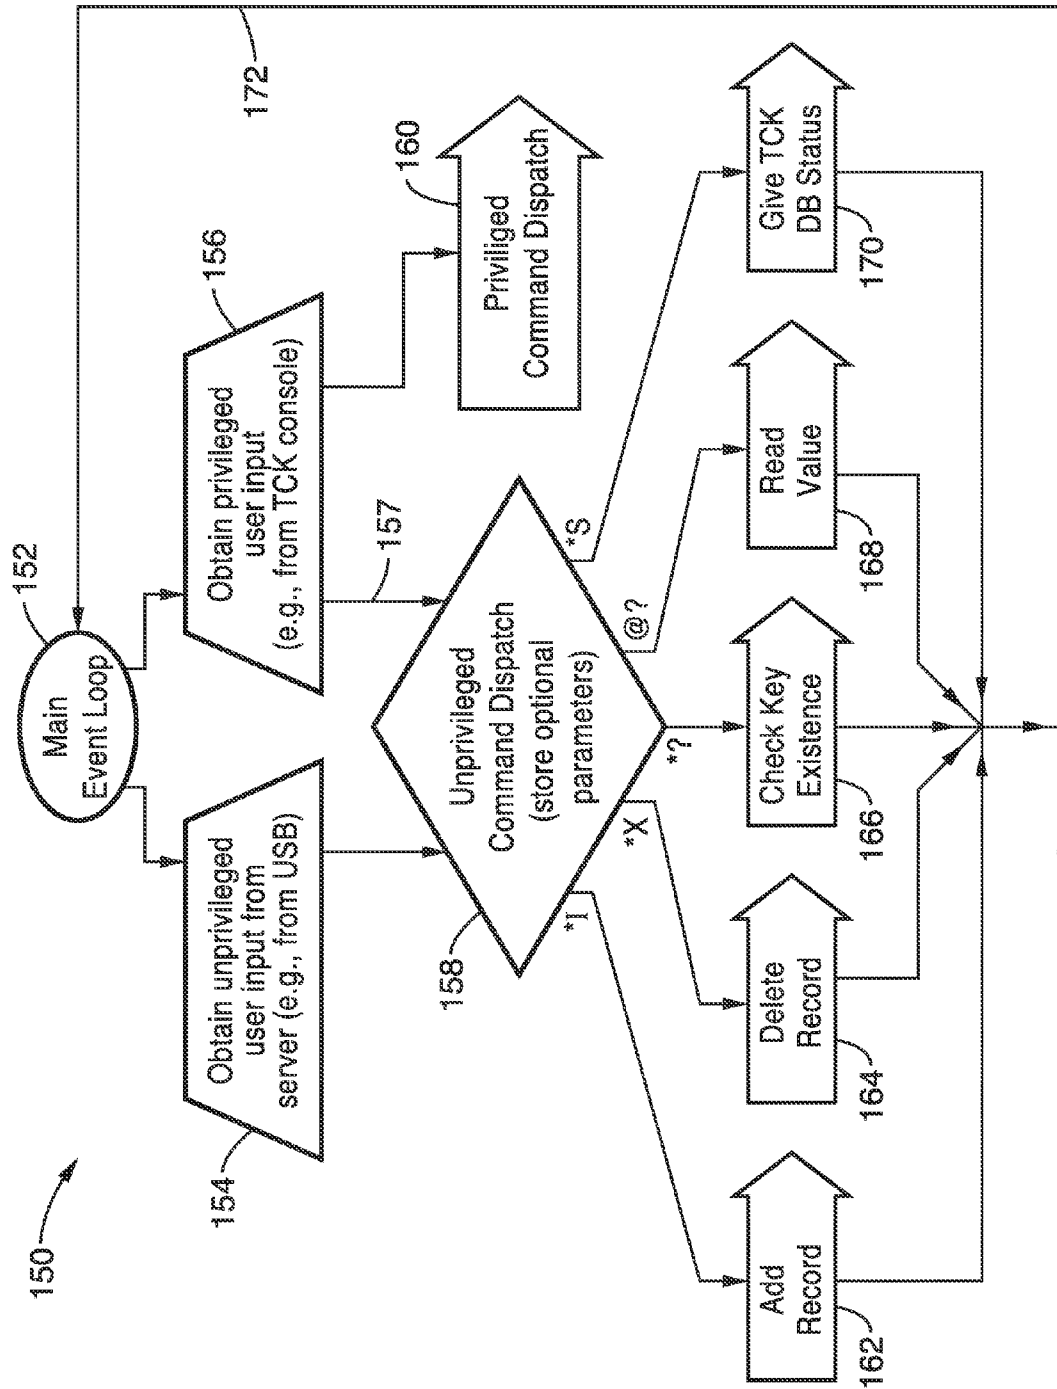 150
152
Main
Event Loop
172
154
Obtain unprivileged
user input from
server (e.g., from USB)
156
Obtain privileged
user input
(e.g., from TCK console)
157
158
Unprivileged
Command Dispatch
(store optional
parameters)
160
Priviliged
Command Dispatch
*I
*X
*?
@?
*S
162
Add
Record
164
Delete
Record
166
Check Key
Existence
168
Read
Value
170
Give TCK
DB Status